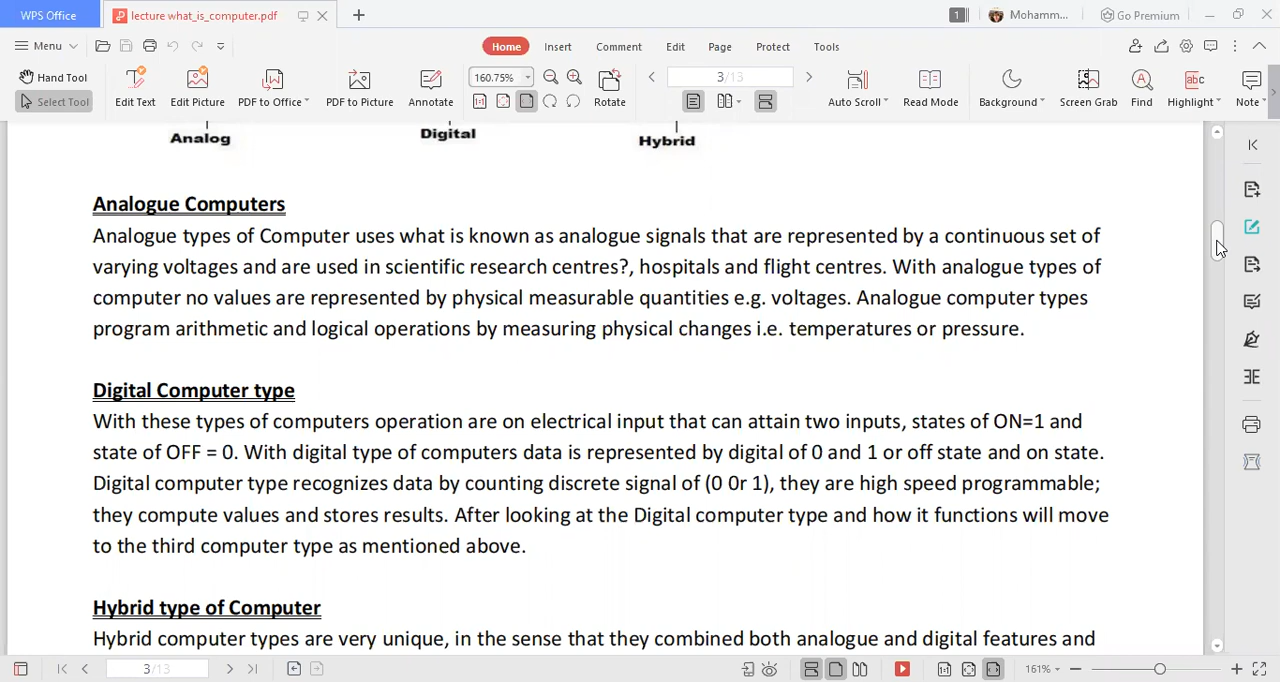 WPS Office
lecture what_is_computer.pdf
1
Mohamm...
Go Premium
Menu
Home
Insert
Comment
Edit
Page
Protect
Tools
Hand Tool
Select Tool
Edit Text
Edit Picture
PDF to Office
PDF to Picture
Annotate
160.75%
Rotate
3/13
Auto Scroll
Read Mode
Background
Screen Grab
Find
Highlight
Note
Analog
Digital
Hybrid
Analogue Computers
Analogue types of Computer uses what is known as analogue signals that are represented by a continuous set of
varying voltages and are used in scientific research centres?, hospitals and flight centres. With analogue types of
computer no values are represented by physical measurable quantities e.g. voltages. Analogue computer types
program arithmetic and logical operations by measuring physical changes i.e. temperatures or pressure.
Digital Computer type
With these types of computers operation are on electrical input that can attain two inputs, states of ON=1 and
state of OFF = 0. With digital type of computers data is represented by digital of 0 and 1 or off state and on state.
Digital computer type recognizes data by counting discrete signal of (0 0r 1), they are high speed programmable;
they compute values and stores results. After looking at the Digital computer type and how it functions will move
to the third computer type as mentioned above.
Hybrid type of Computer
Hybrid computer types are very unique, in the sense that they combined both analogue and digital features and
3/13
161%